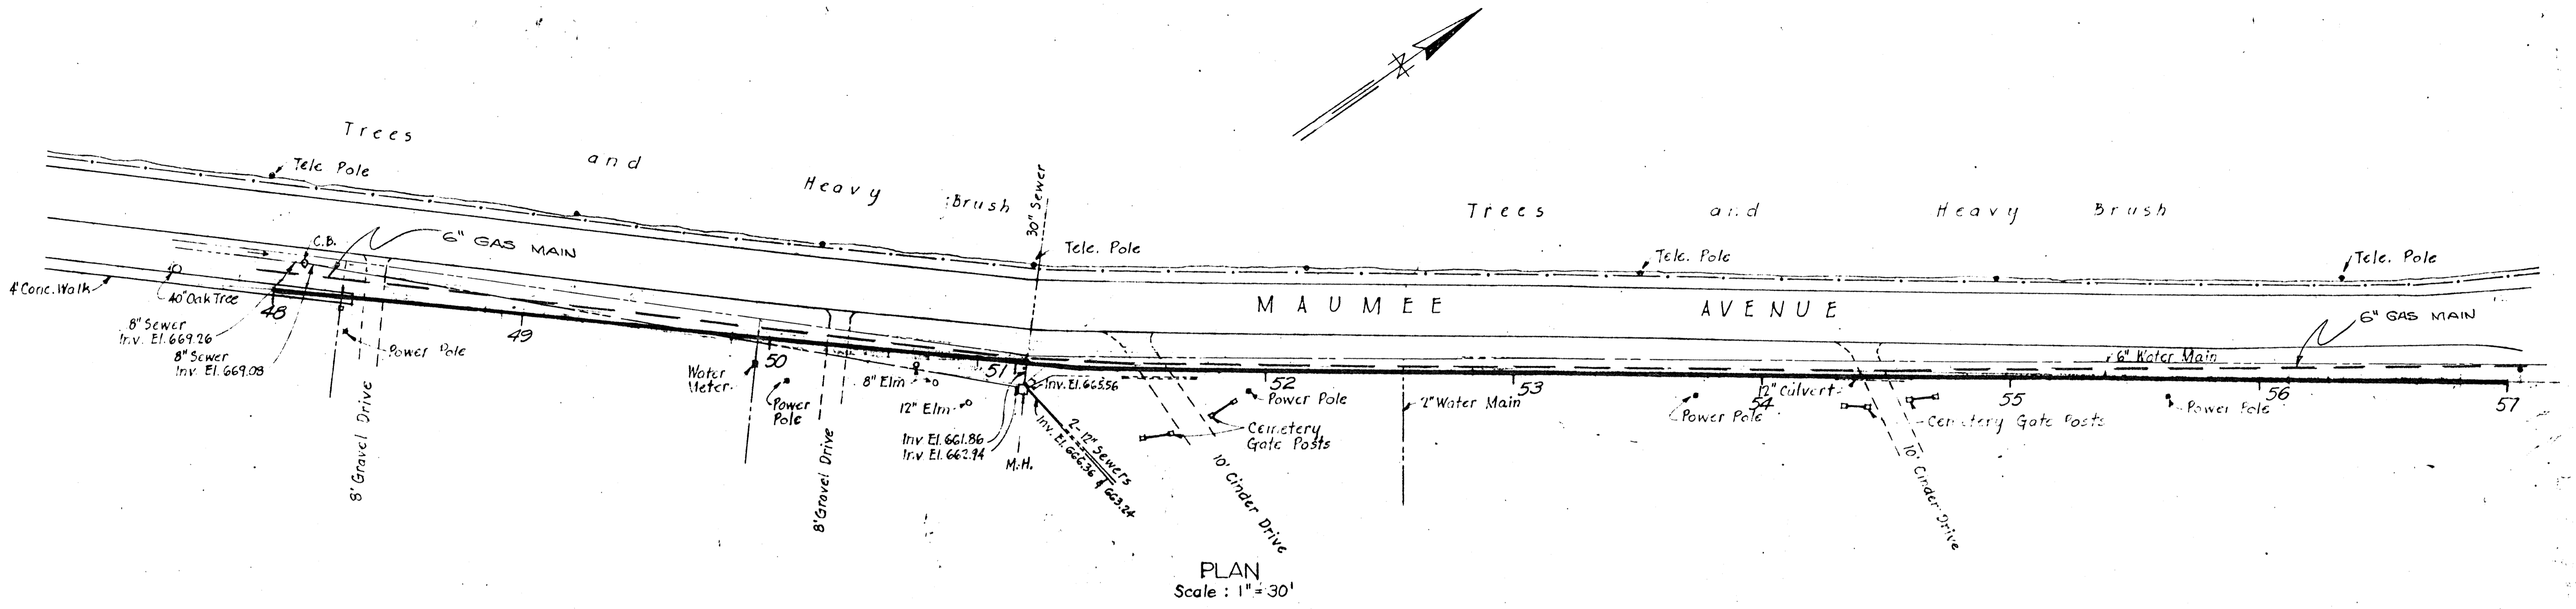 Trees
and
Heavy
Brush
30" Sewer
Tele. Pole
Tele. Pole
C.B.
6" GAS MAIN
4' Conc. Walk
40" Oak Tree
8" Sewer
Inv. El. 669.26
8" Sewer
Inv. El. 669.08
48
49
50
51
52
53
54
55
56
57
Power Pole
8' Gravel Drive
Water
Meter
Power
Pole
8' Gravel Drive
8" Elm
12" Elm
Inv. El. 665.56
Inv El. 661.86
Inv El. 662.94
M.H.
2-12" Sewers
Inv. El. 666.36 & 663.24
Trees
and
Heavy
Brush
Tele. Pole
Tele. Pole
MAUMEE AVENUE
6" GAS MAIN
6" Water Main
Power Pole
Cemetery
Gate Posts
10' Cinder Drive
2" Water Main
Power Pole
12" Culvert
Cemetery Gate Posts
10' Cinder Drive
Power Pole
PLAN
Scale : 1" = 30'